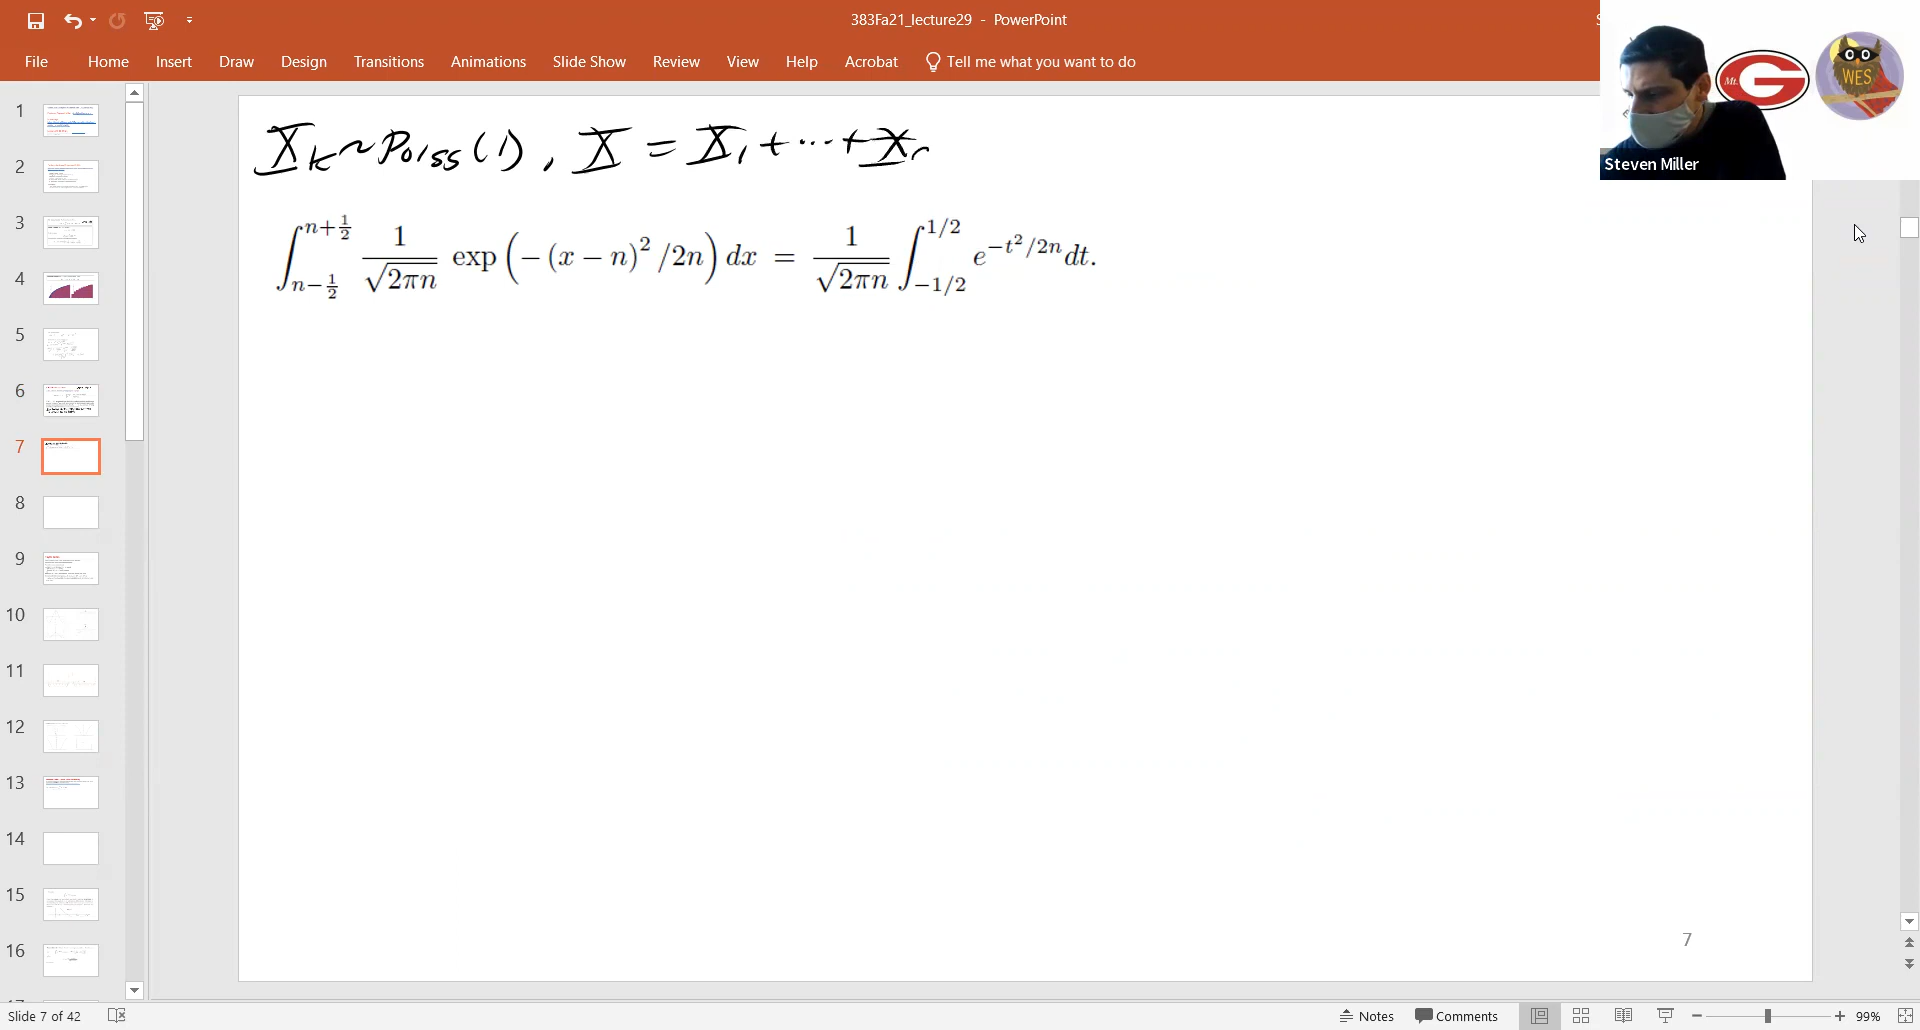 383Fa21_lecture29 - PowerPoint
File Home Insert Draw Design Transitions Animations Slide Show Review View Help Acrobat Tell me what you want to do
Mt. G
WES
Steven Miller
1
2
3
4
5
6
7
8
9
10
11
12
13
14
15
16
X_k ~ Poiss(1), X = X_1 + ··· + X_n
∫_{n−1/2}^{n+1/2} 1/√(2πn) exp(−(x − n)²/2n) dx = 1/√(2πn) ∫_{−1/2}^{1/2} e^{−t²/2n} dt.
7
Slide 7 of 42
Notes Comments 99%